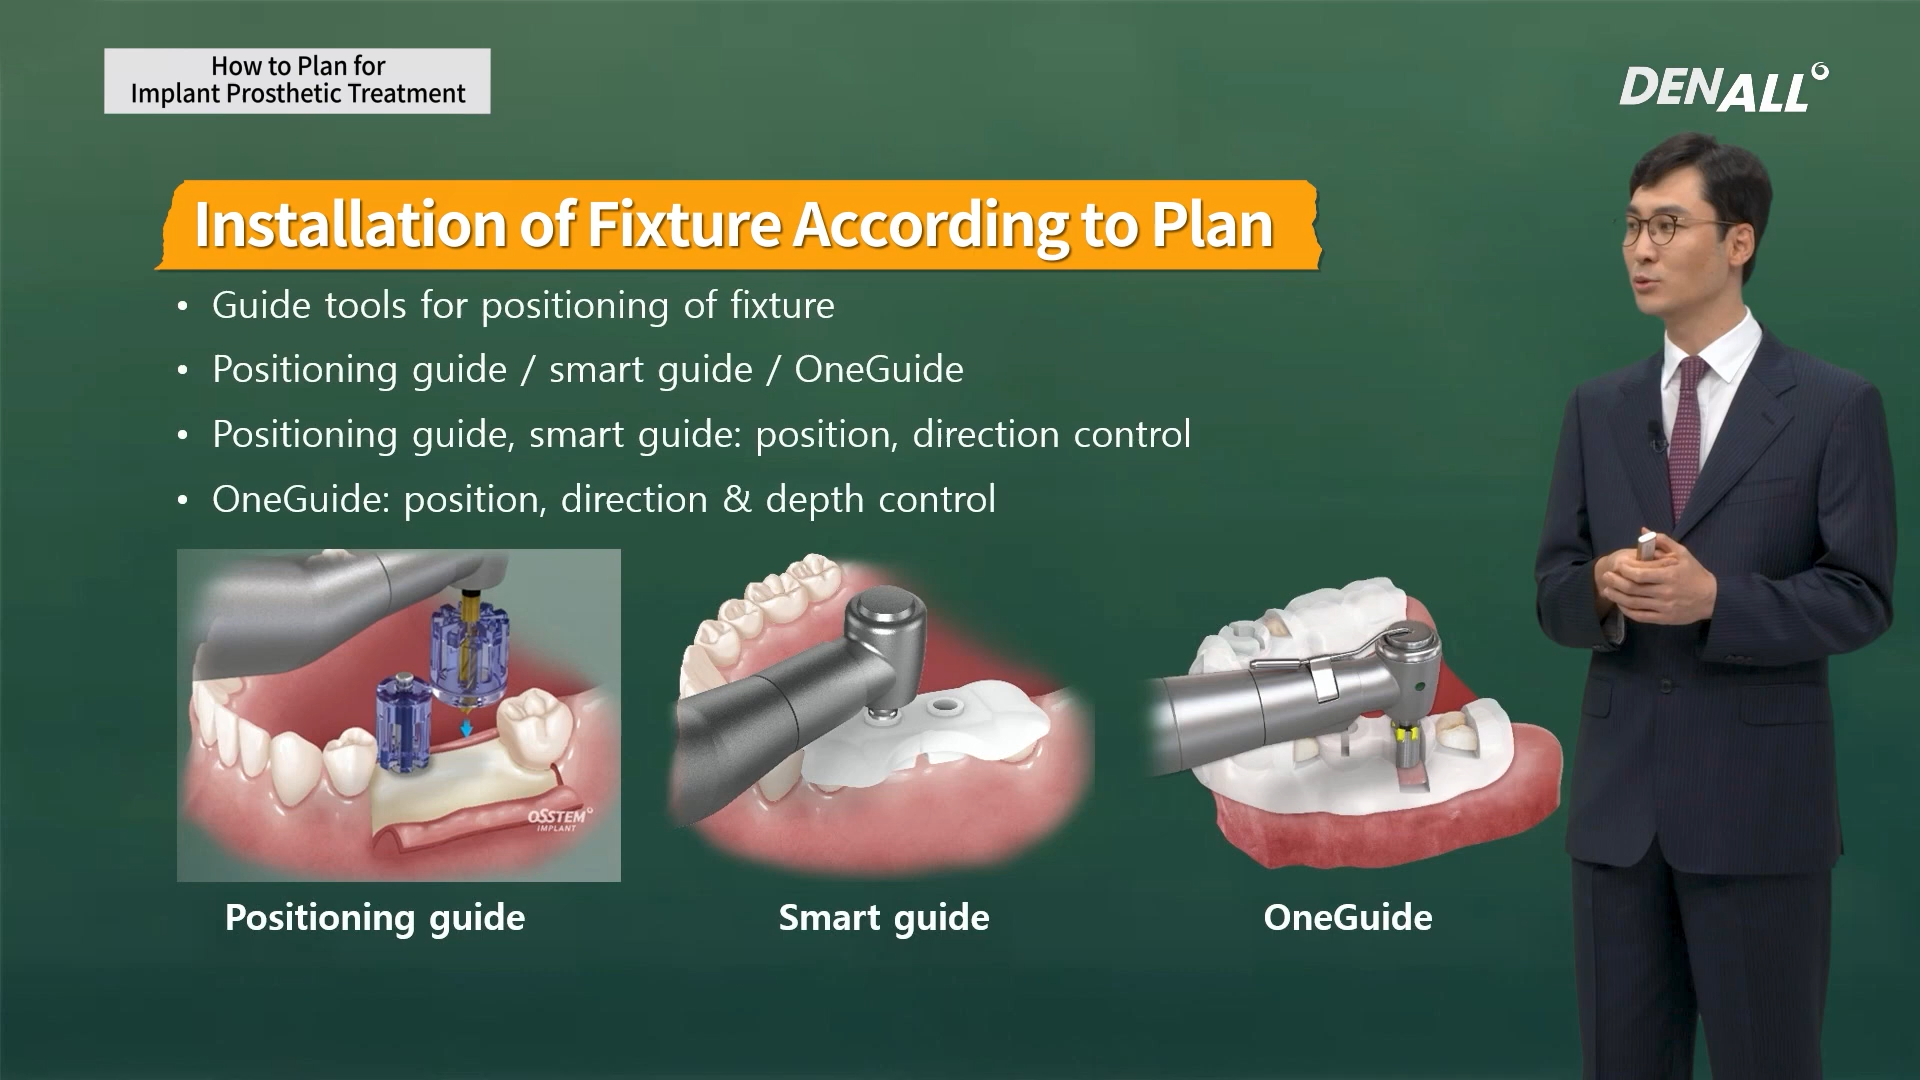 How to Plan for
Implant Prosthetic Treatment
DENALL
Installation of Fixture According to Plan
• Guide tools for positioning of fixture
• Positioning guide / smart guide / OneGuide
• Positioning guide, smart guide: position, direction control
• OneGuide: position, direction & depth control
OSSTEM
IMPLANT
Positioning guide
Smart guide
OneGuide